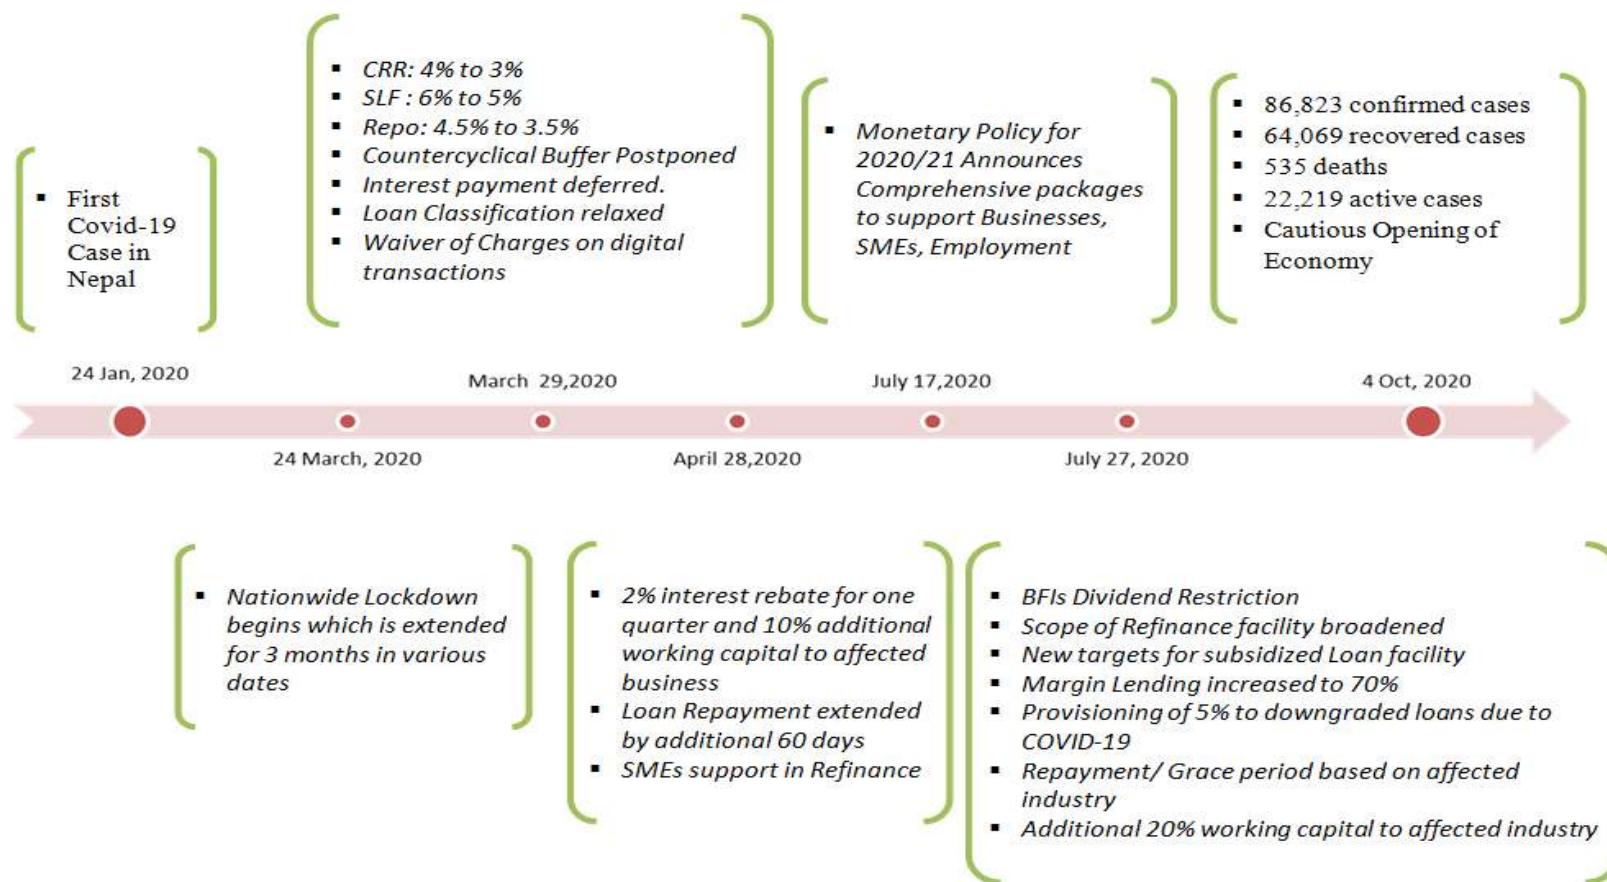 ▪ First
Covid-19
Case in
Nepal
▪ CRR: 4% to 3%
▪ SLF : 6% to 5%
▪ Repo: 4.5% to 3.5%
▪ Countercyclical Buffer Postponed
▪ Interest payment deferred.
▪ Loan Classification relaxed
▪ Waiver of Charges on digital
transactions
▪ Monetary Policy for
2020/21 Announces
Comprehensive packages
to support Businesses,
SMEs, Employment
▪ 86,823 confirmed cases
▪ 64,069 recovered cases
▪ 535 deaths
▪ 22,219 active cases
▪ Cautious Opening of
Economy
24 Jan, 2020
March 29,2020
July 17,2020
4 Oct, 2020
24 March, 2020
April 28,2020
July 27, 2020
▪ Nationwide Lockdown
begins which is extended
for 3 months in various
dates
▪ 2% interest rebate for one
quarter and 10% additional
working capital to affected
business
▪ Loan Repayment extended
by additional 60 days
▪ SMEs support in Refinance
▪ BFIs Dividend Restriction
▪ Scope of Refinance facility broadened
▪ New targets for subsidized Loan facility
▪ Margin Lending increased to 70%
▪ Provisioning of 5% to downgraded loans due to
COVID-19
▪ Repayment/ Grace period based on affected
industry
▪ Additional 20% working capital to affected industry